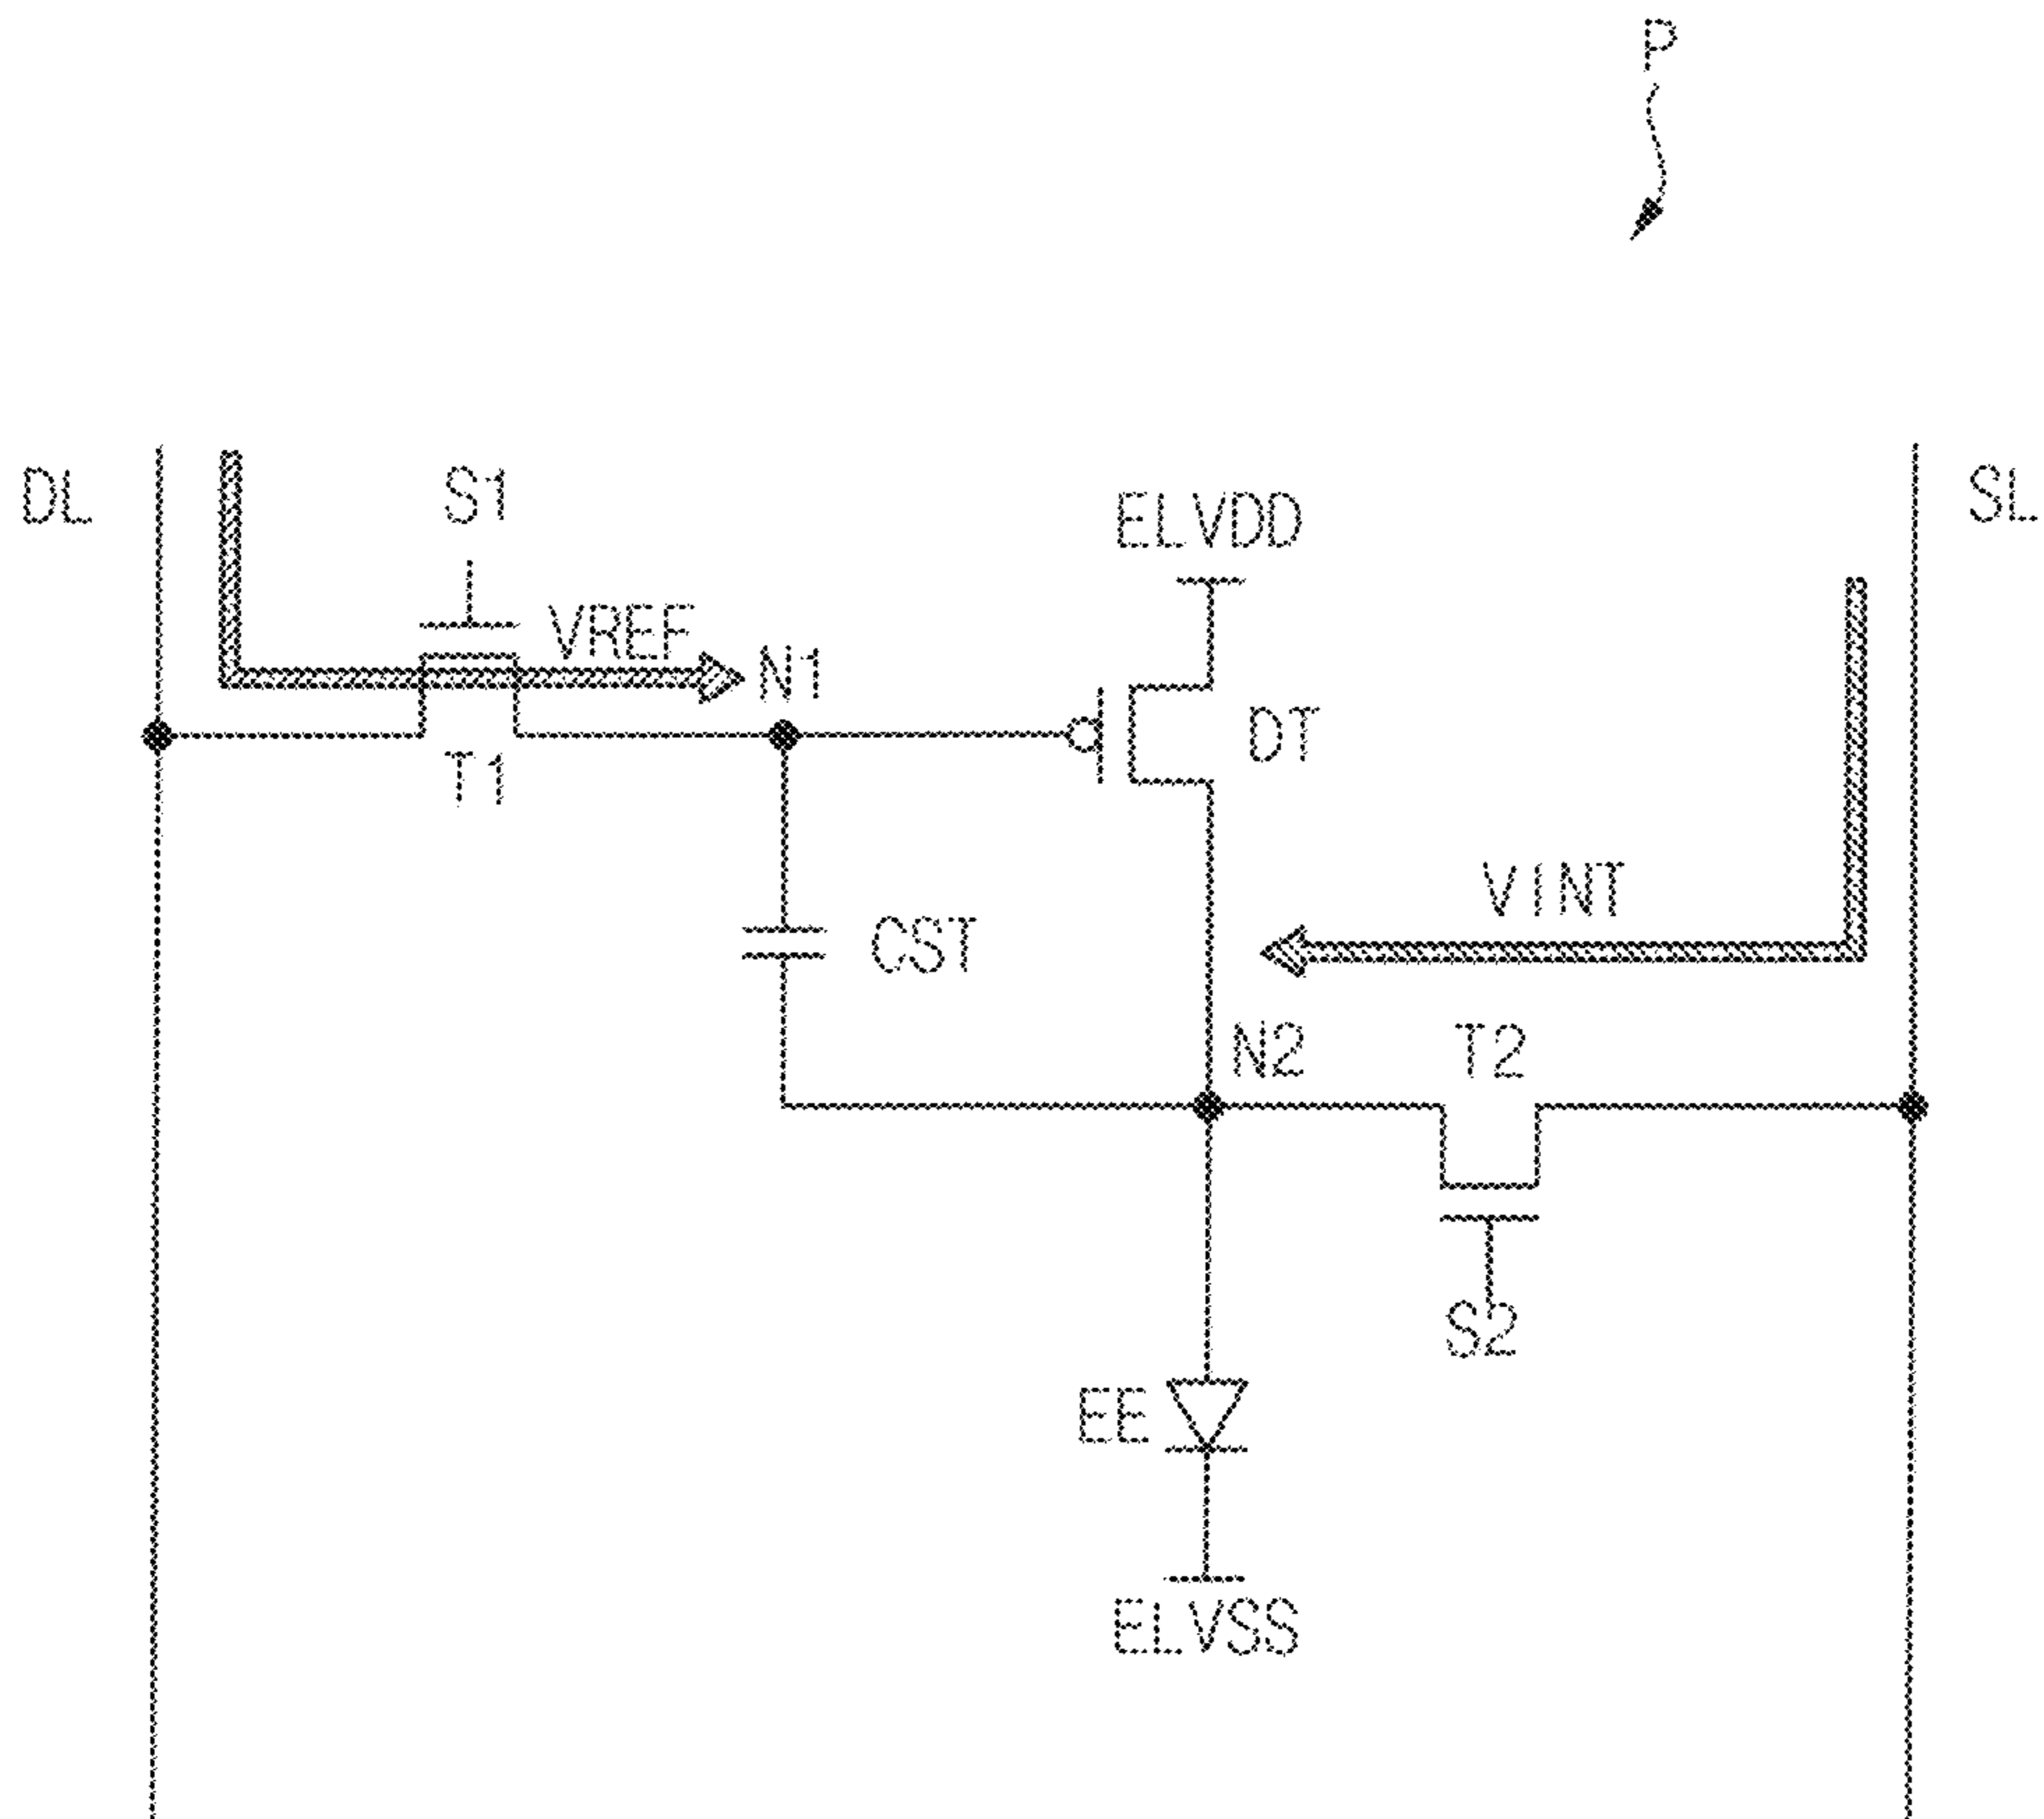 P
DL
S1
ELVDD
SL
VREF
N1
DT
T1
VINT
CST
N2
T2
S2
EE
ELVSS